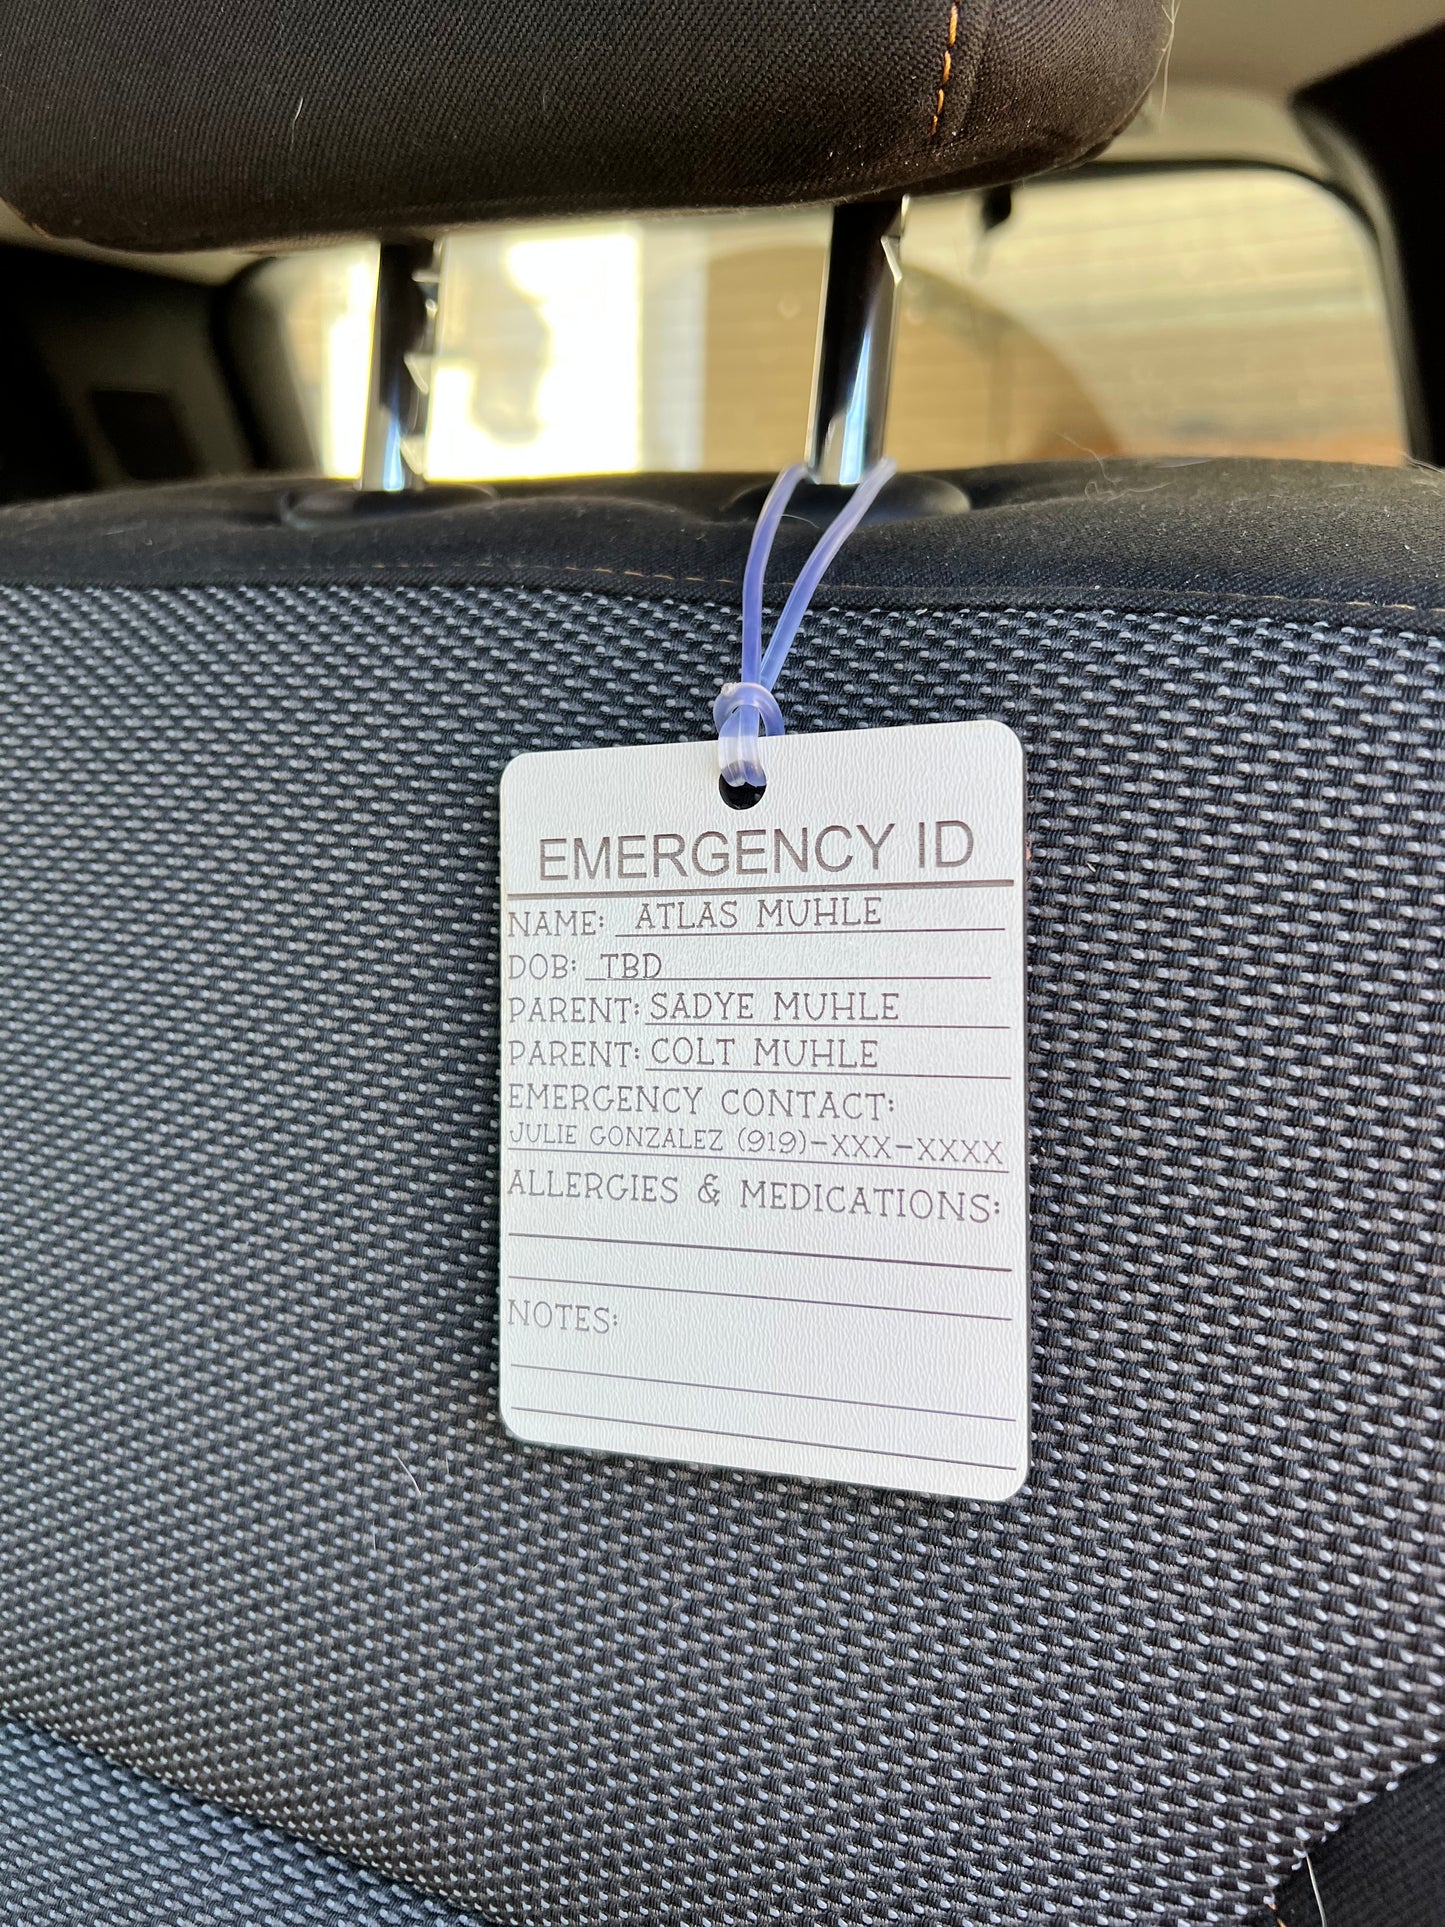 EMERGENCY ID
NAME: ATLAS MUHLE
DOB: TBD
PARENT: SADYE MUHLE
PARENT: COLT MUHLE
EMERGENCY CONTACT:
JULIE GONZALEZ (919)-XXX-XXXX
ALLERGIES & MEDICATIONS:
NOTES: